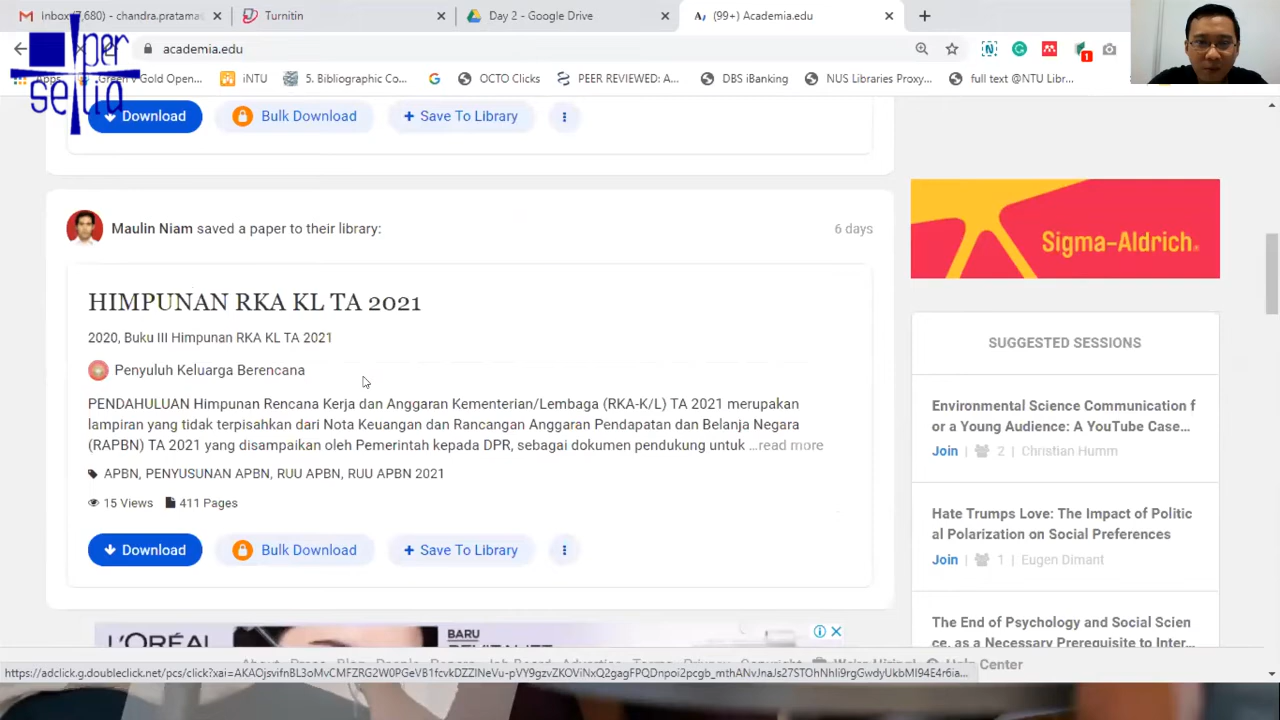 Inbox (7,680) - chandra.pratama
Turnitin
Day 2 - Google Drive
(99+) Academia.edu
per
setia
academia.edu
Apps
Green v Gold Open...
iNTU
5. Bibliographic Co...
OCTO Clicks
PEER REVIEWED: A...
DBS iBanking
NUS Libraries Proxy...
full text @NTU Libr...
Download
Bulk Download
+ Save To Library
Maulin Niam saved a paper to their library:
6 days
HIMPUNAN RKA KL TA 2021
2020, Buku III Himpunan RKA KL TA 2021
Penyuluh Keluarga Berencana
PENDAHULUAN Himpunan Rencana Kerja dan Anggaran Kementerian/Lembaga (RKA-K/L) TA 2021 merupakan
lampiran yang tidak terpisahkan dari Nota Keuangan dan Rancangan Anggaran Pendapatan dan Belanja Negara
(RAPBN) TA 2021 yang disampaikan oleh Pemerintah kepada DPR, sebagai dokumen pendukung untuk ...read more
APBN, PENYUSUNAN APBN, RUU APBN, RUU APBN 2021
15 Views 411 Pages
Download
Bulk Download
+ Save To Library
Sigma-Aldrich®
SUGGESTED SESSIONS
Environmental Science Communication f
or a Young Audience: A YouTube Case...
Join 2 | Christian Humm
Hate Trumps Love: The Impact of Politic
al Polarization on Social Preferences
Join 1 | Eugen Dimant
The End of Psychology and Social Scien
ce, as a Necessary Prerequisite to Inter...
L'ORÉAL
BARU
Help Center